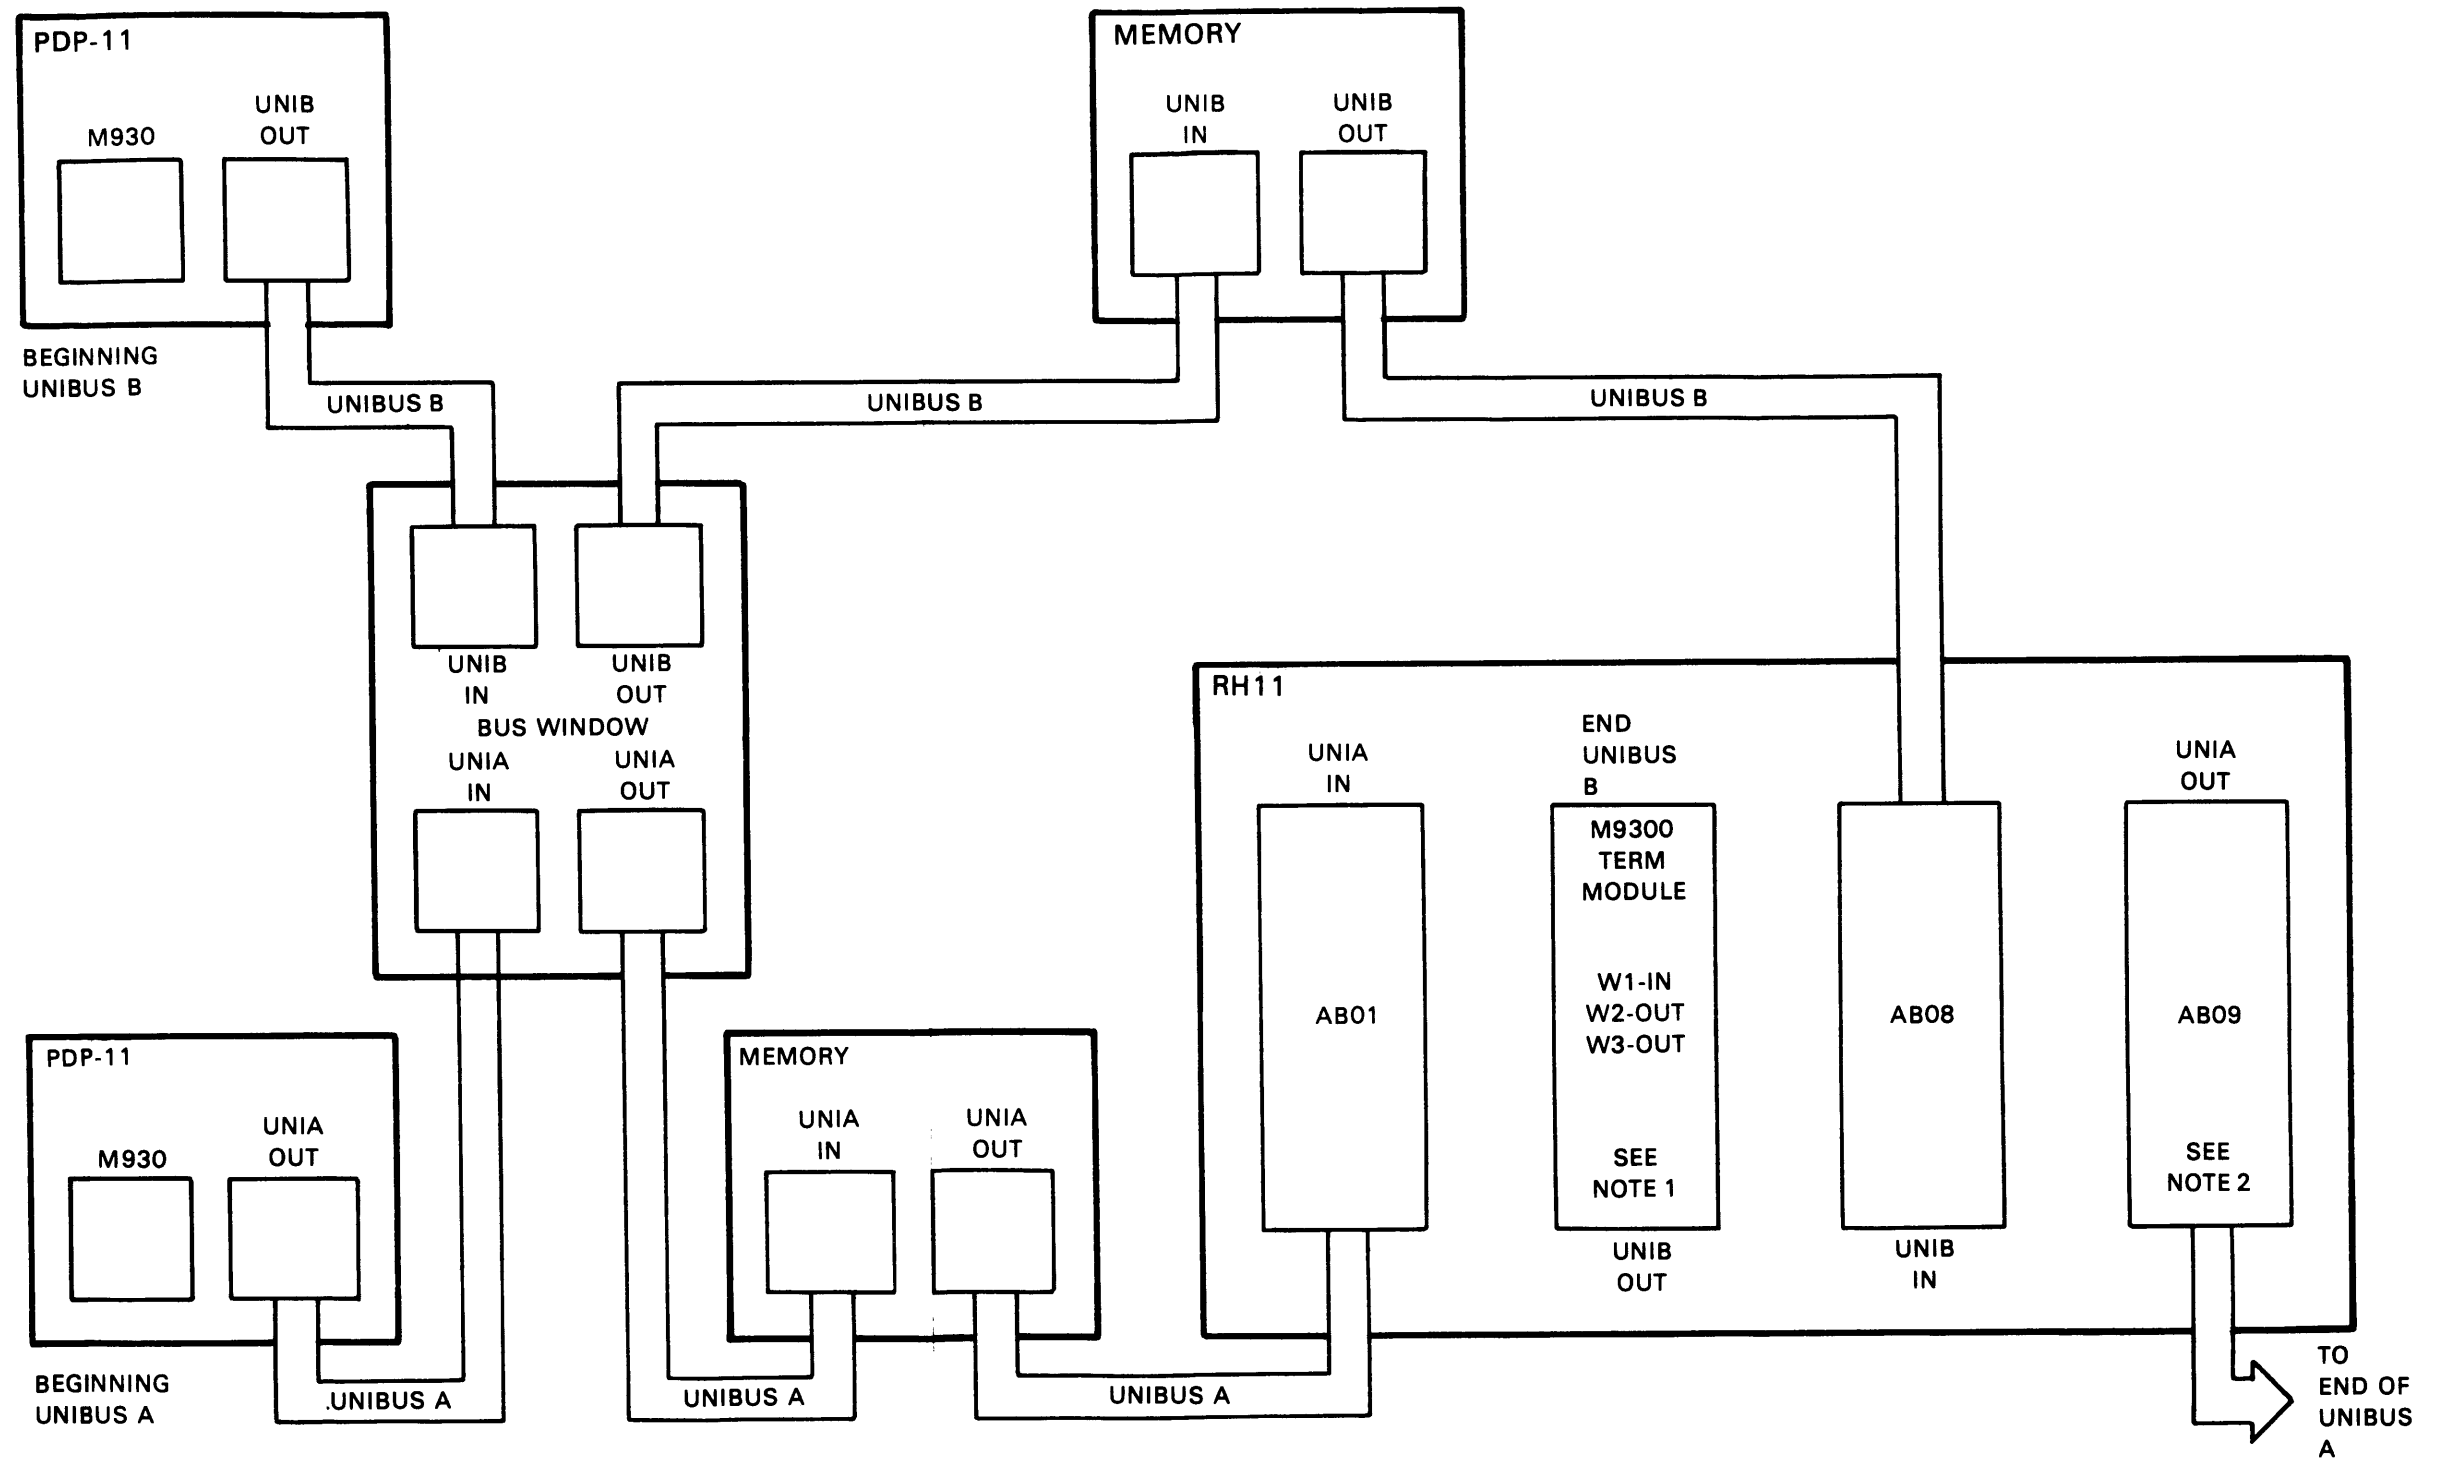 PDP-11
M930
UNIB
OUT
BEGINNING
UNIBUS B
UNIBUS B
MEMORY
UNIB
IN
UNIB
OUT
UNIBUS B
UNIBUS B
UNIB
IN
UNIB
OUT
BUS WINDOW
UNIA
IN
UNIA
OUT
PDP-11
M930
UNIA
OUT
BEGINNING
UNIBUS A
.UNIBUS A
MEMORY
UNIA
IN
UNIA
OUT
UNIBUS A
UNIBUS A
RH11
UNIA
IN
AB01
END
UNIBUS
B
M9300
TERM
MODULE
W1-IN
W2-OUT
W3-OUT
SEE
NOTE 1
UNIB
OUT
AB08
UNIB
IN
UNIA
OUT
AB09
SEE
NOTE 2
TO
END OF
UNIBUS
A